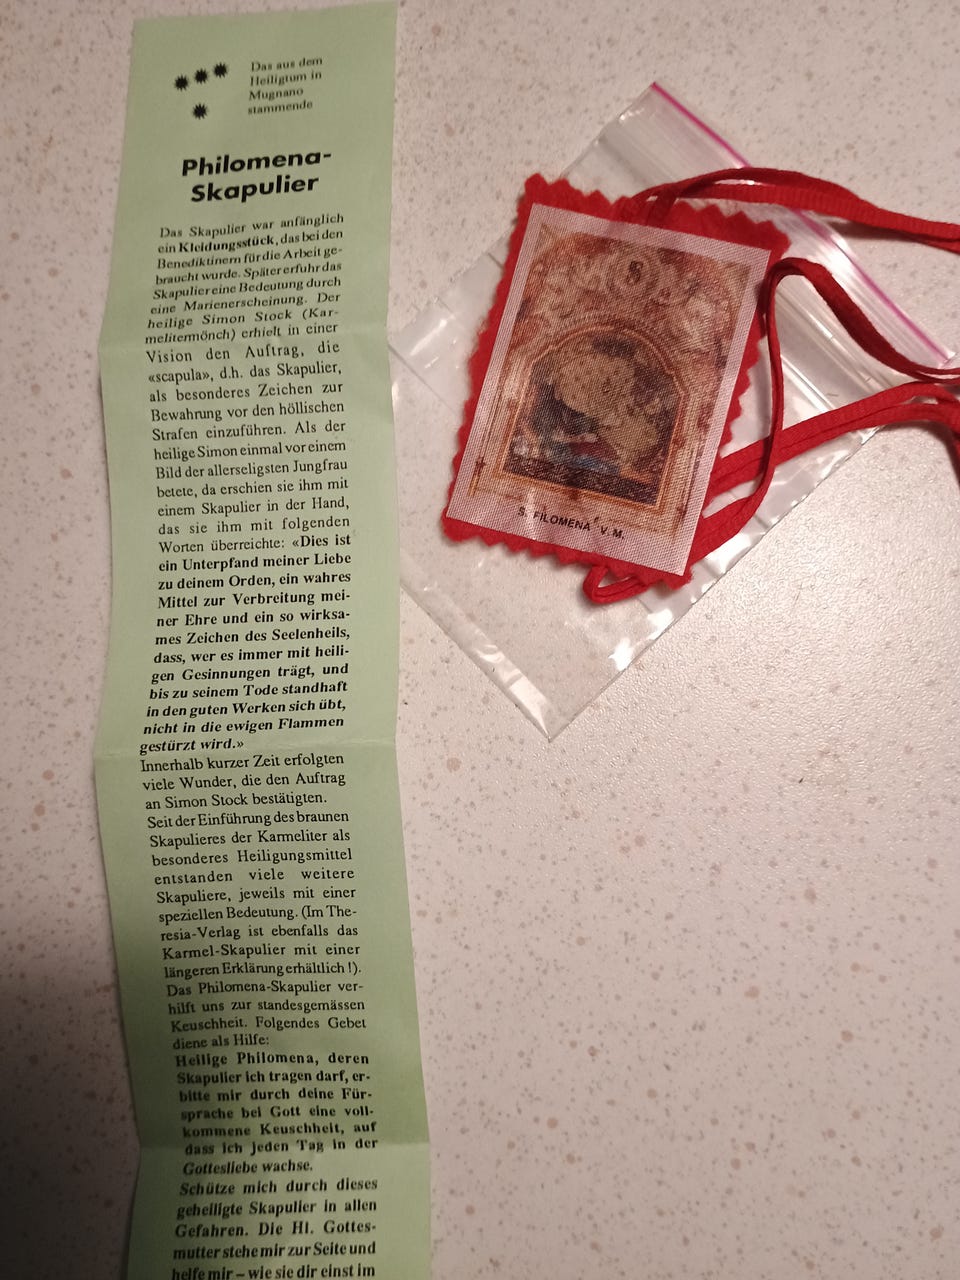 Das aus dem
Heiligtum in
Mugnano
stammende
Philomena-
Skapulier
Das Skapulier war anfänglich
ein Kleidungsstück, das bei den
Benediktinern für die Arbeit ge-
braucht wurde. Später erfuhr das
Skapulier eine Bedeutung durch
eine Marienerscheinung. Der
heilige Simon Stock (Kar-
melitermönch) erhielt in einer
Vision den Auftrag, die
«scapula», d.h. das Skapulier,
als besonderes Zeichen zur
Bewahrung vor den höllischen
Strafen einzuführen. Als der
heilige Simon einmal vor einem
Bild der allerseligsten Jungfrau
betete, da erschien sie ihm mit
einem Skapulier in der Hand,
das sie ihm mit folgenden
Worten überreichte: «Dies ist
ein Unterpfand meiner Liebe
zu deinem Orden, ein wahres
Mittel zur Verbreitung mei-
ner Ehre und ein so wirksa-
mes Zeichen des Seelenheils,
dass, wer es immer mit heili-
gen Gesinnungen trägt, und
bis zu seinem Tode standhaft
in den guten Werken sich übt,
nicht in die ewigen Flammen
gestürzt wird.»
Innerhalb kurzer Zeit erfolgten
viele Wunder, die den Auftrag
an Simon Stock bestätigten.
Seit der Einführung des braunen
Skapulieres der Karmeliter als
besonderes Heiligungsmittel
entstanden viele weitere
Skapuliere, jeweils mit einer
speziellen Bedeutung. (Im The-
resia-Verlag ist ebenfalls das
Karmel-Skapulier mit einer
längeren Erklärung erhältlich!).
Das Philomena-Skapulier ver-
hilft uns zur standesgemässen
Keuschheit. Folgendes Gebet
diene als Hilfe:
Heilige Philomena, deren
Skapulier ich tragen darf, er-
bitte mir durch deine Für-
sprache bei Gott eine voll-
kommene Keuschheit, auf
dass ich jeden Tag in der
Gottesliebe wachse.
Schütze mich durch dieses
geheiligte Skapulier in allen
Gefahren. Die Hl. Gottes-
mutter stehe mir zur Seite und
helfe mir – wie sie dir einst im
S. FILOMENA V. M.